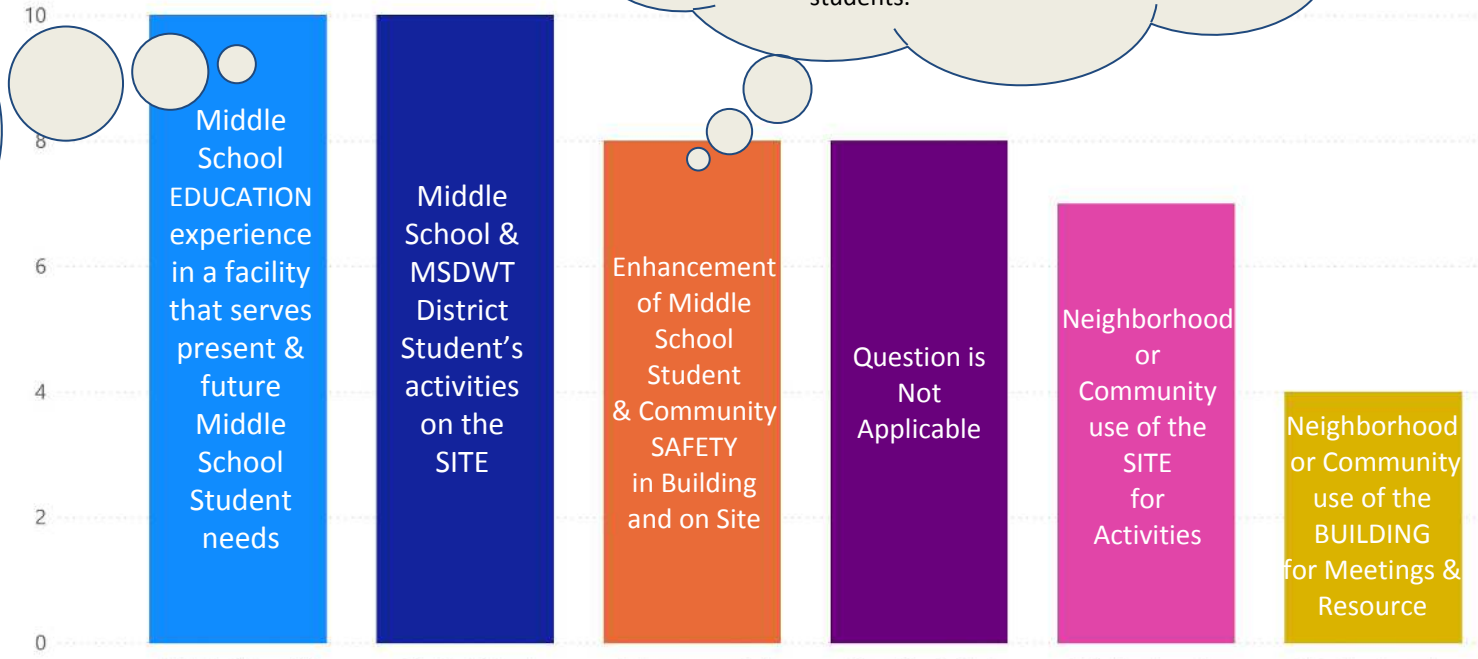 students.
10
8
6
4
2
0
Middle
School
EDUCATION
experience
in a facility
that serves
present &
future
Middle
School
Student
needs
Middle
School &
MSDWT
District
Student’s
activities
on the
SITE
Enhancement
of Middle
School
Student
& Community
SAFETY
in Building
and on Site
Question is
Not
Applicable
Neighborhood
or
Community
use of the
SITE
for
Activities
Neighborhood
or Community
use of the
BUILDING
for Meetings &
Resource